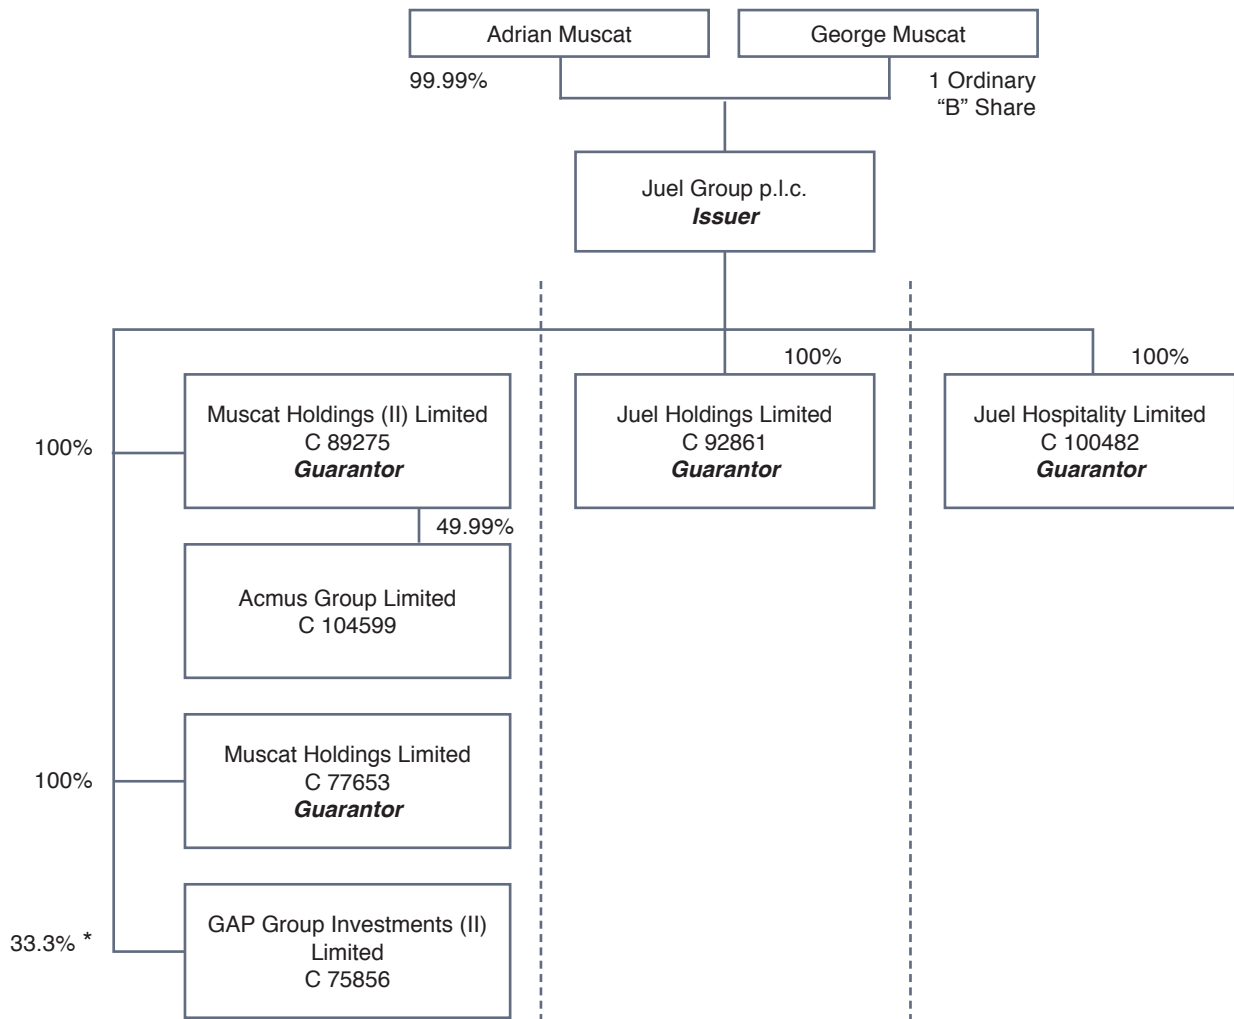 Adrian Muscat
George Muscat
99.99%
1 Ordinary
“B” Share
Juel Group p.l.c.
Issuer
100%
100%
Muscat Holdings (II) Limited
C 89275
Guarantor
Juel Holdings Limited
C 92861
Guarantor
Juel Hospitality Limited
C 100482
Guarantor
100%
49.99%
Acmus Group Limited
C 104599
Muscat Holdings Limited
C 77653
Guarantor
100%
GAP Group Investments (II)
Limited
C 75856
33.3% *